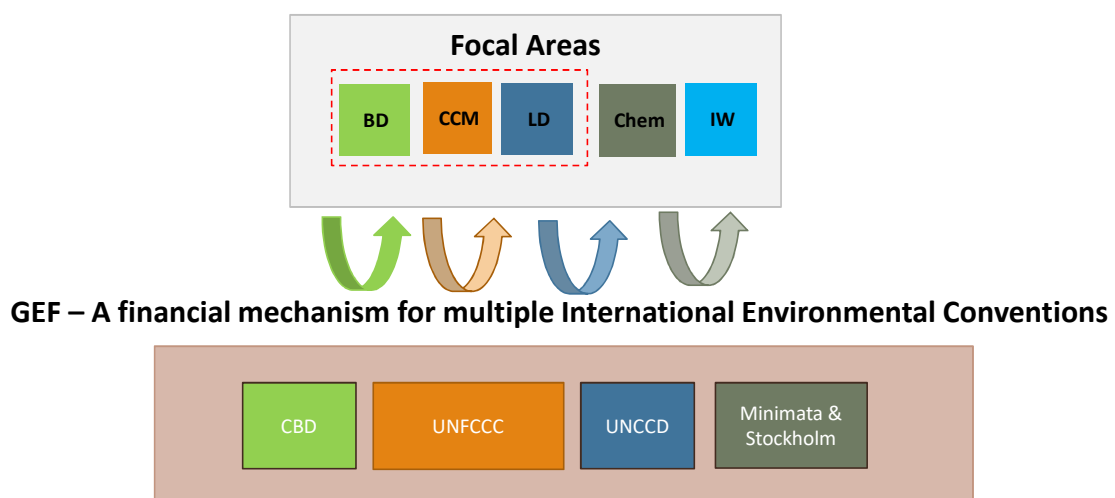 Focal Areas
BD
CCM
LD
Chem
IW
GEF – A financial mechanism for multiple International Environmental Conventions
CBD
UNFCCC
UNCCD
Minimata &
Stockholm